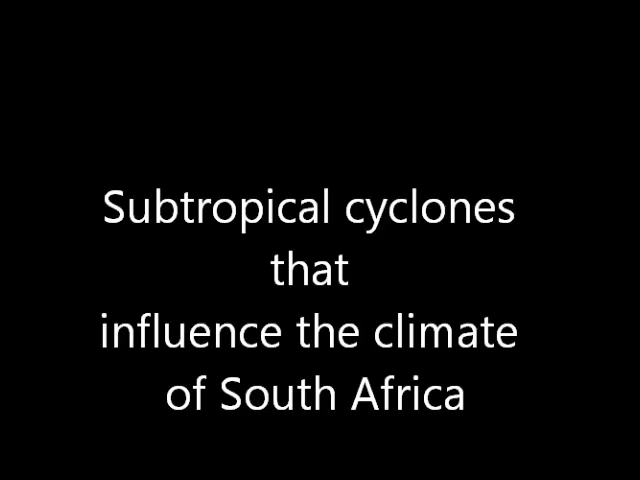 Subtropical cyclones
that
influence the climate
of South Africa